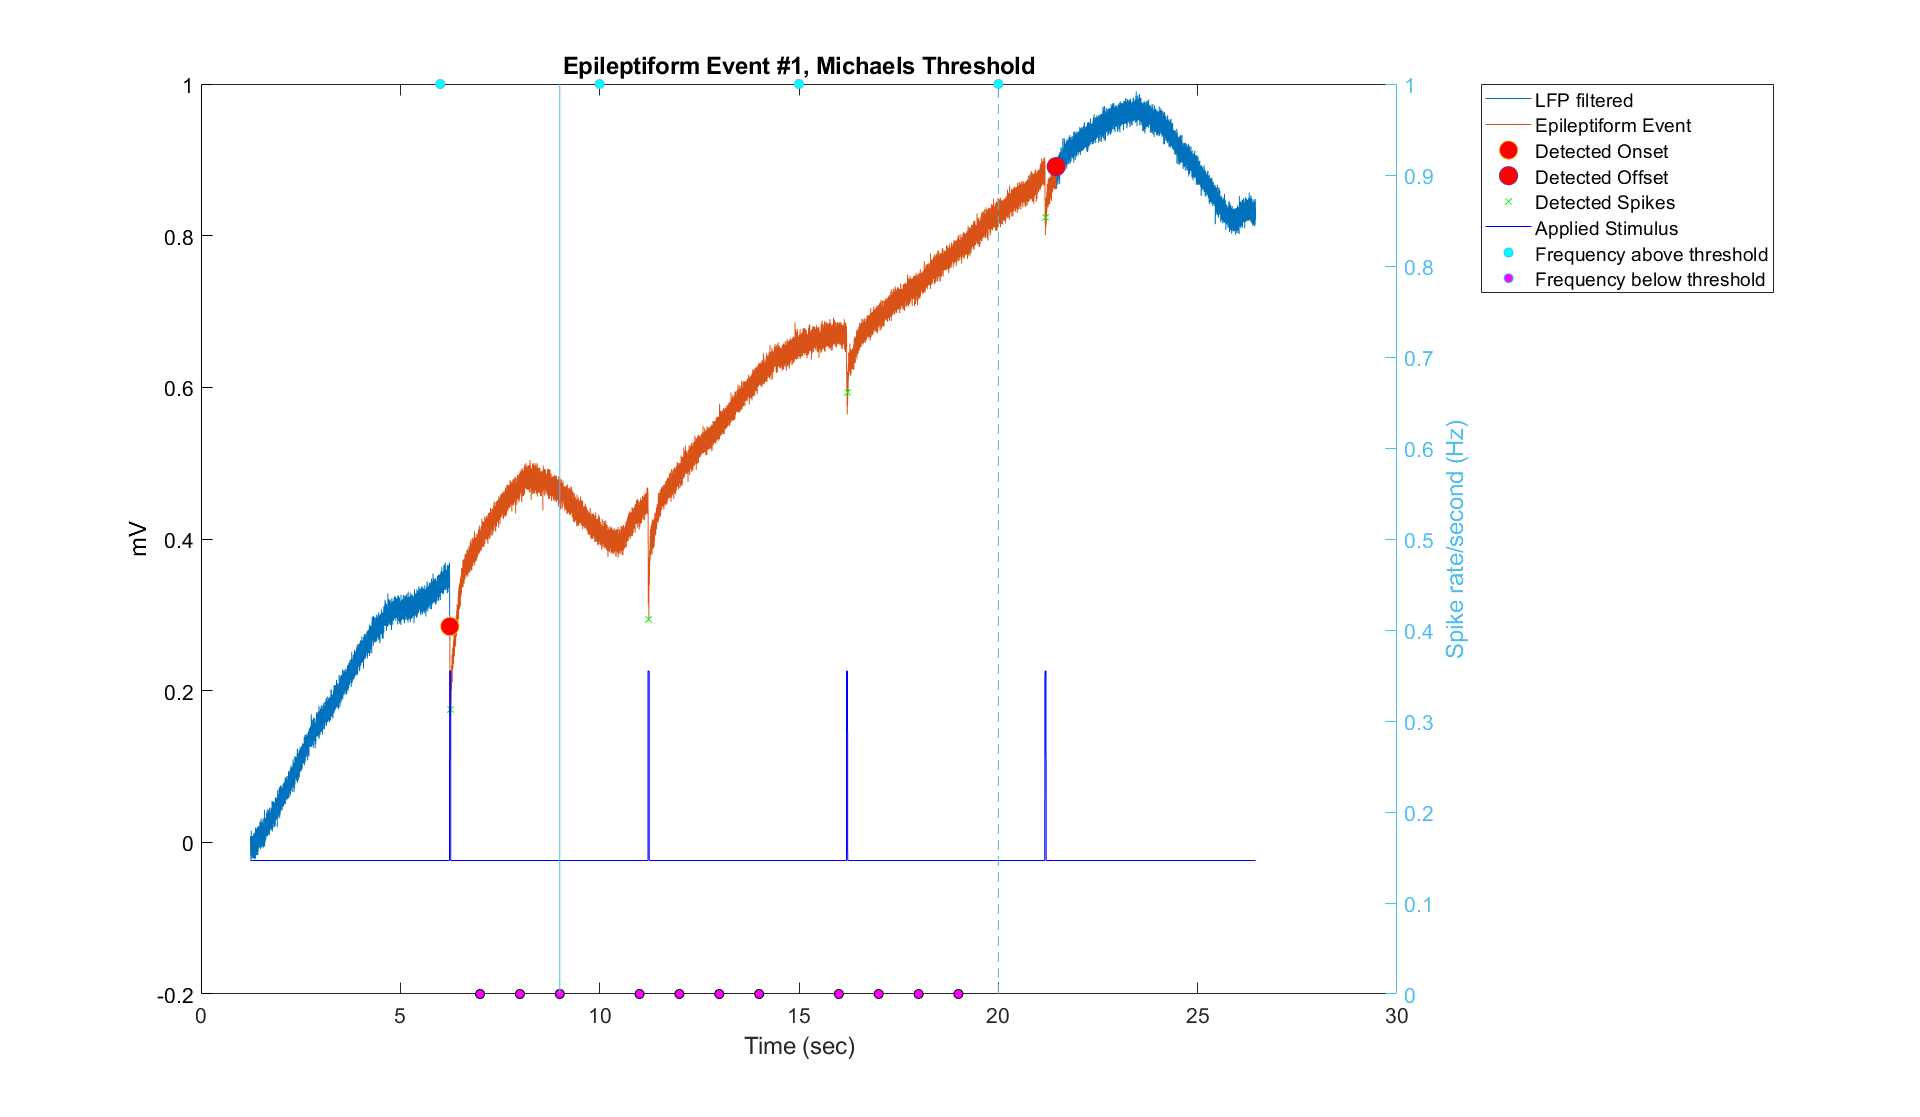 Epileptiform Event #1, Michaels Threshold
1
0.8
0.6
0.4
0.2
0
-0.2
mV
0
5
10
15
20
25
30
Time (sec)
1
0.9
0.8
0.7
0.6
0.5
0.4
0.3
0.2
0.1
0
Spike rate/second (Hz)
LFP filtered
Epileptiform Event
Detected Onset
Detected Offset
Detected Spikes
Applied Stimulus
Frequency above threshold
Frequency below threshold